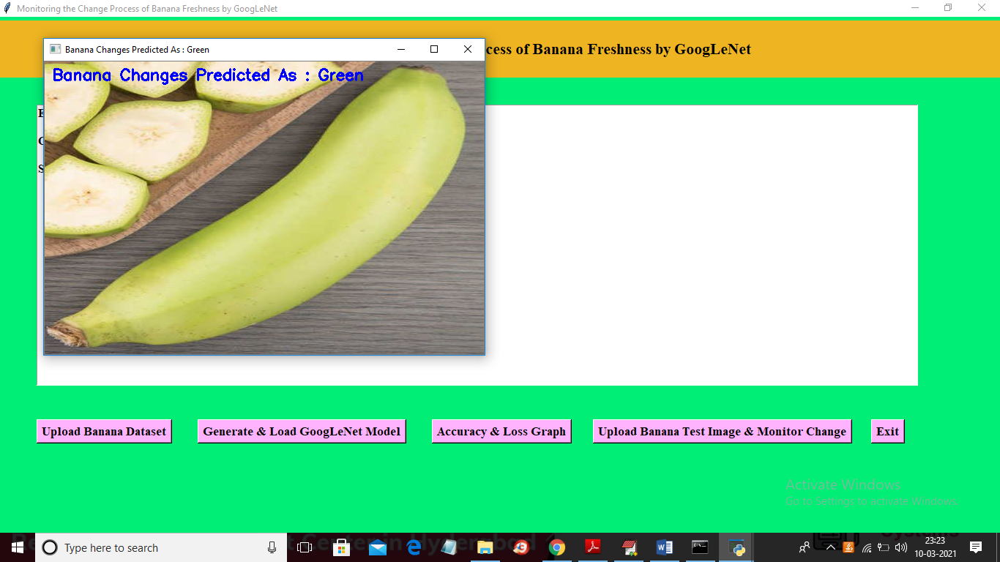 Monitoring the Change Process of Banana Freshness by GoogLeNet
cess of Banana Freshness by GoogLeNet
Banana Changes Predicted As : Green
Banana Changes Predicted As : Green
E
C
S
Upload Banana Dataset
Generate & Load GoogLeNet Model
Accuracy & Loss Graph
Upload Banana Test Image & Monitor Change
Exit
Activate Windows
Go to Settings to activate Windows.
Type here to search
23:23
10-03-2021